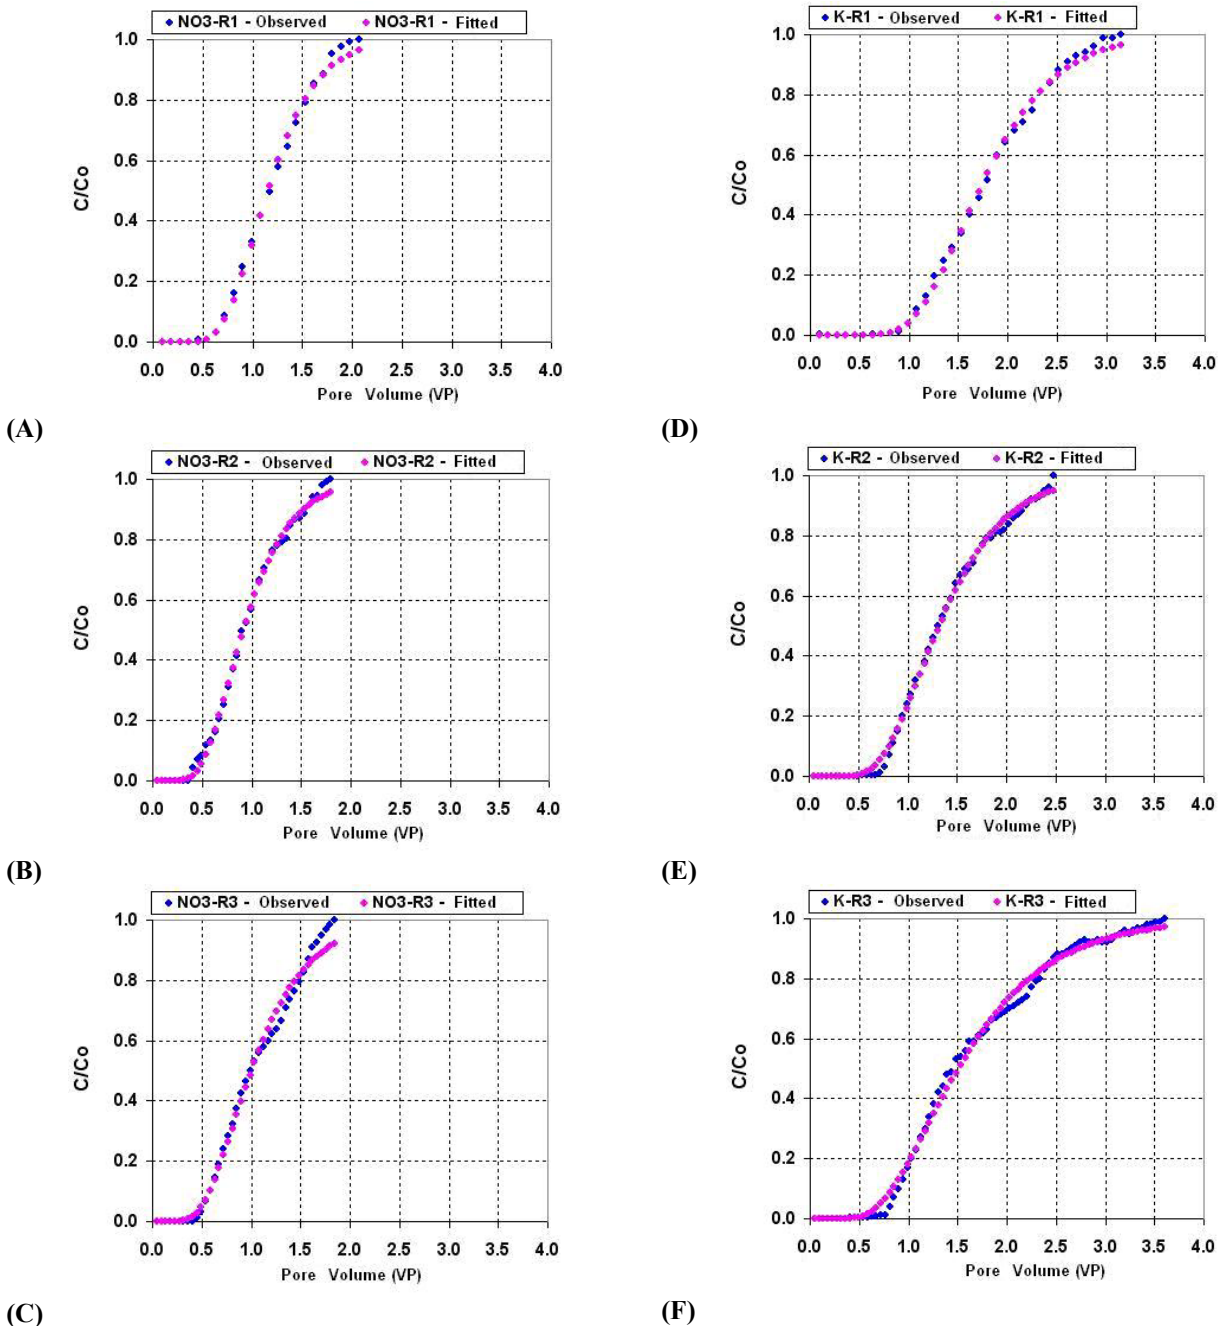 NO3-R1 - Observed NO3-R1 - Fitted
1.0
0.8
0.6
0.4
0.2
0.0
C/Co
0.0 0.5 1.0 1.5 2.0 2.5 3.0 3.5 4.0
Pore Volume (VP)
(A)
K-R1 - Observed K-R1 - Fitted
1.0
0.8
0.6
0.4
0.2
0.0
C/Co
0.0 0.5 1.0 1.5 2.0 2.5 3.0 3.5 4.0
Pore Volume (VP)
(D)
NO3-R2 - Observed NO3-R2 - Fitted
1.0
0.8
0.6
0.4
0.2
0.0
C/Co
0.0 0.5 1.0 1.5 2.0 2.5 3.0 3.5 4.0
Pore Volume (VP)
(B)
K-R2 - Observed K-R2 - Fitted
1.0
0.8
0.6
0.4
0.2
0.0
C/Co
0.0 0.5 1.0 1.5 2.0 2.5 3.0 3.5 4.0
Pore Volume (VP)
(E)
NO3-R3 - Observed NO3-R3 - Fitted
1.0
0.8
0.6
0.4
0.2
0.0
C/Co
0.0 0.5 1.0 1.5 2.0 2.5 3.0 3.5 4.0
Pore Volume (VP)
(C)
K-R3 - Observed K-R3 - Fitted
1.0
0.8
0.6
0.4
0.2
0.0
C/Co
0.0 0.5 1.0 1.5 2.0 2.5 3.0 3.5 4.0
Pore Volume (VP)
(F)